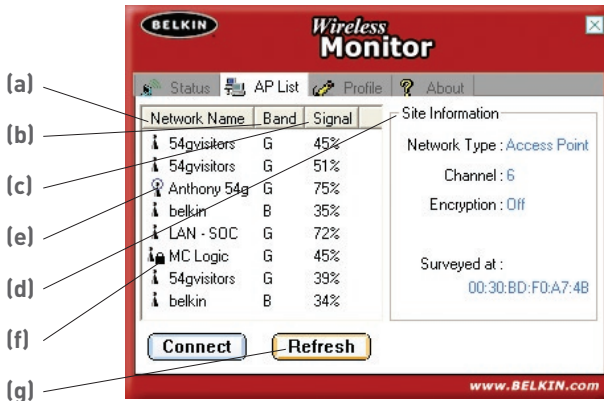 BELKIN
Wireless
Monitor
Status AP List Profile ? About
(a)
(b)
(c)
(e)
(d)
(f)
(g)
Network Name Band Signal
54gvisitors G 45%
54gvisitors G 51%
Anthony 54g G 75%
belkin B 35%
LAN - SOC G 72%
MC Logic G 45%
54gvisitors G 39%
belkin B 34%
Site Information
Network Type : Access Point
Channel : 6
Encryption : Off
Surveyed at :
00:30:BD:F0:A7:4B
Connect Refresh
www.BELKIN.com